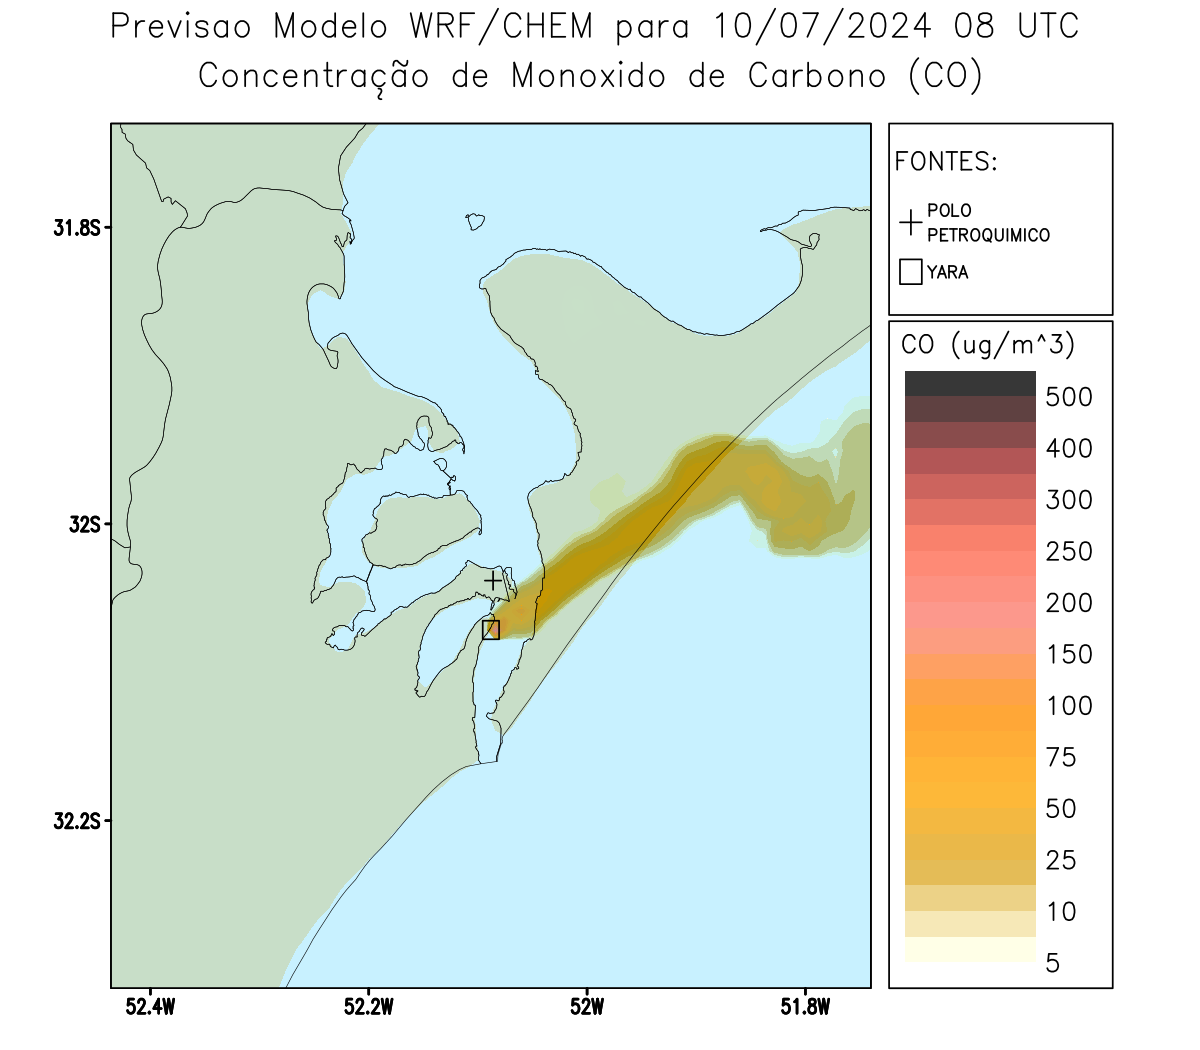 Previsao Modelo WRF/CHEM para 10/07/2024 08 UTC
Concentração de Monoxido de Carbono (CO)
FONTES:
POLO
PETROQUIMICO
YARA
CO (ug/m^3)
500
400
300
250
200
150
100
75
50
25
10
5
31.8S
32S
32.2S
52.4W
52.2W
52W
51.8W